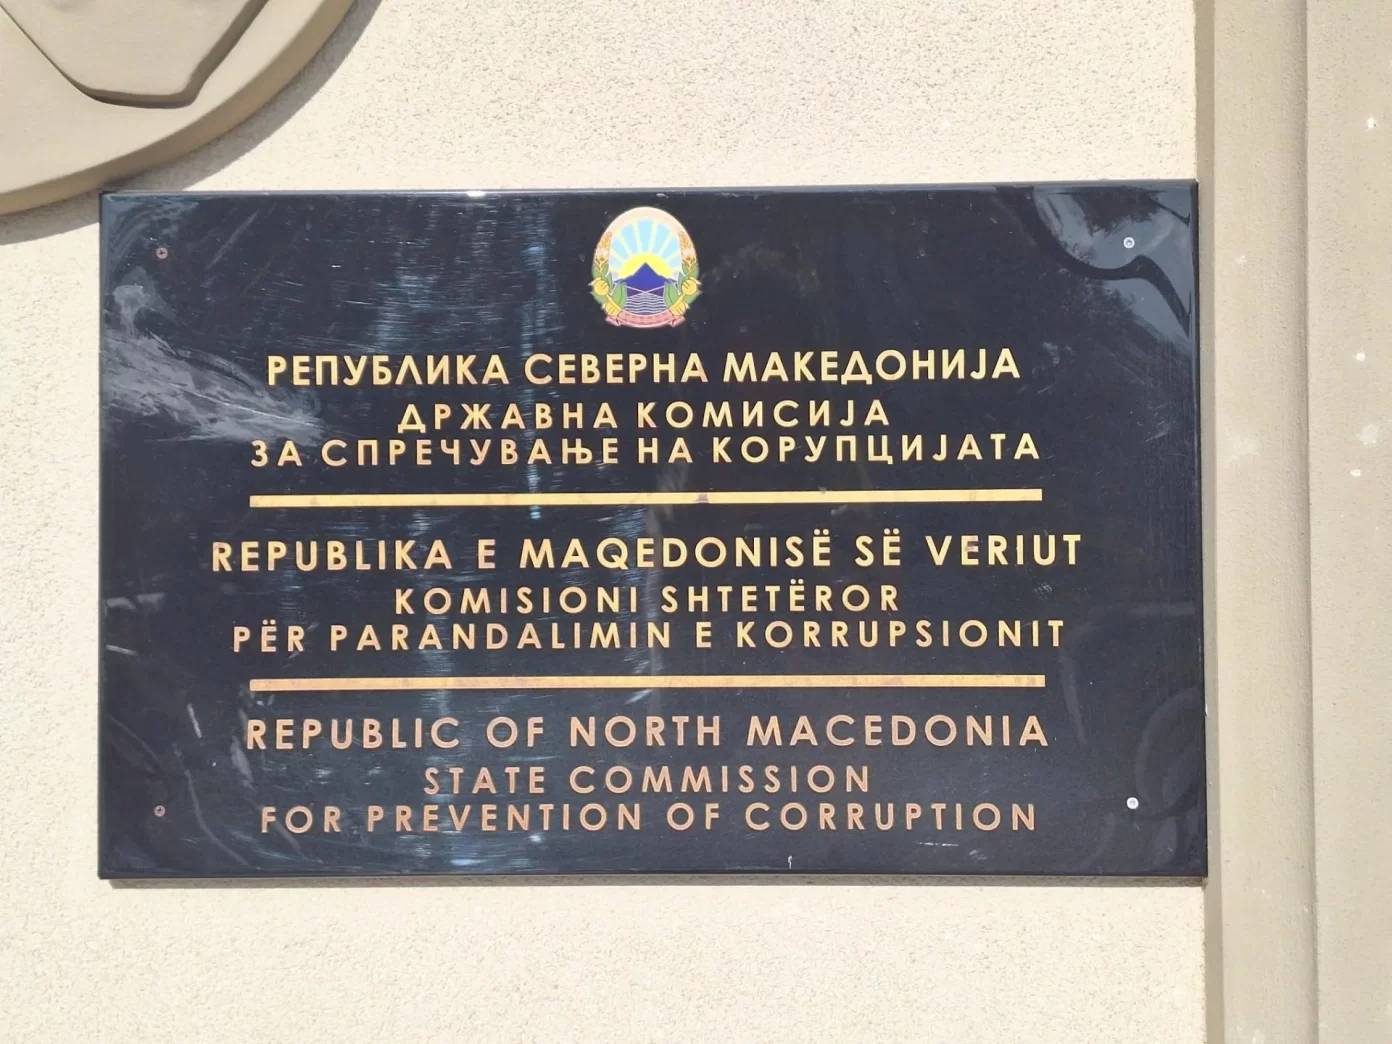 РЕПУБЛИКА СЕВЕРНА МАКЕДОНИЈА
ДРЖАВНА КОМИСИЈА
ЗА СПРЕЧУВАЊЕ НА КОРУПЦИЈАТА
REPUBLIKA E MAQEDONISË SË VERIUT
KOMISIONI SHTETËROR
PËR PARANDALIMIN E KORRUPSIONIT
REPUBLIC OF NORTH MACEDONIA
STATE COMMISSION
FOR PREVENTION OF CORRUPTION